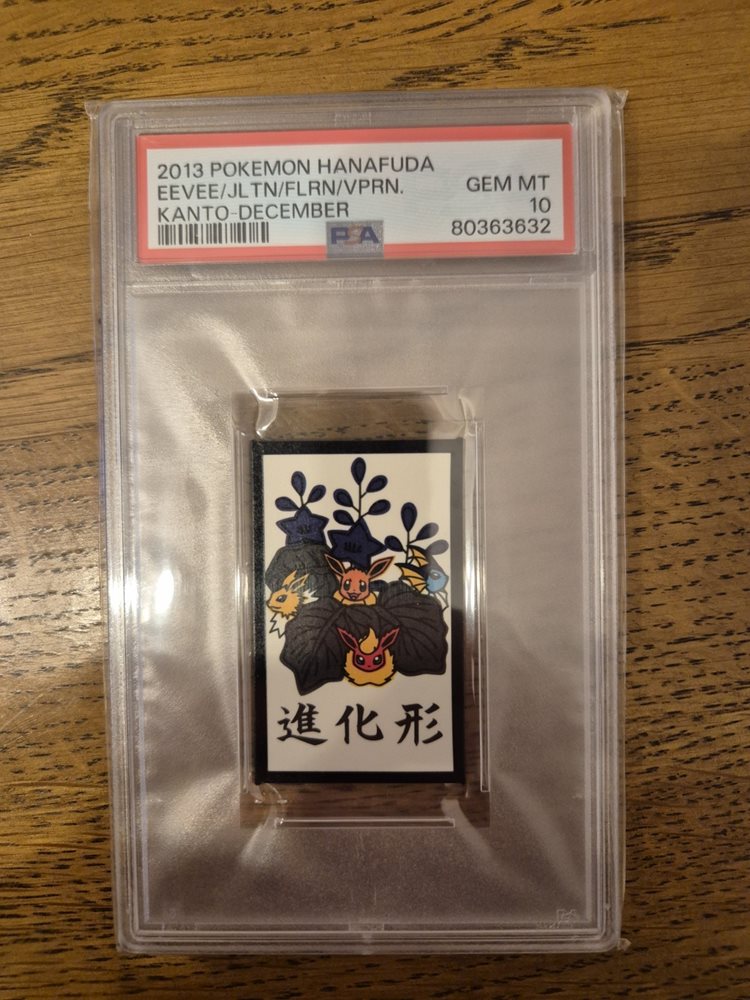 2013 POKEMON HANAFUDA
EEVEE/JLTN/FLRN/VPRN. GEM MT
KANTO-DECEMBER 10
PSA 80363632
進化形